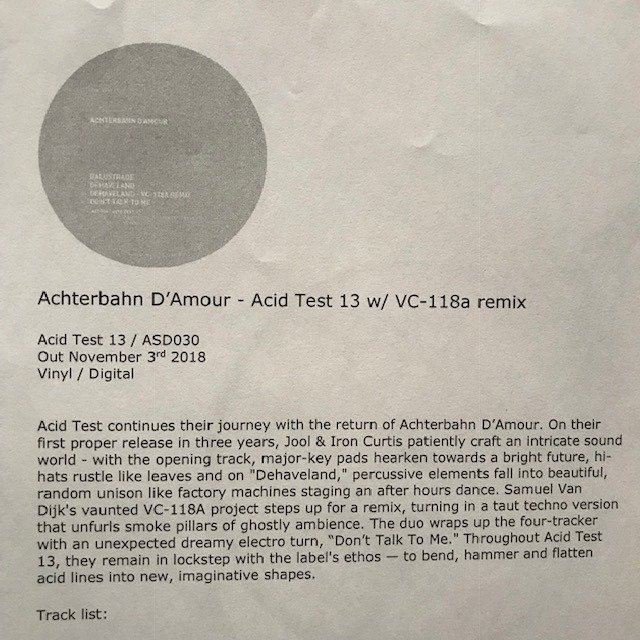 ACHTERBAHN D'AMOUR
BALUSTRADE
DEHAVELAND
DEHAVELAND - VC-118A REMIX
DON'T TALK TO ME
Achterbahn D'Amour - Acid Test 13 w/ VC-118a remix
Acid Test 13 / ASD030
Out November 3rd 2018
Vinyl / Digital
Acid Test continues their journey with the return of Achterbahn D'Amour. On their
first proper release in three years, Jool & Iron Curtis patiently craft an intricate sound
world - with the opening track, major-key pads hearken towards a bright future, hi-
hats rustle like leaves and on "Dehaveland," percussive elements fall into beautiful,
random unison like factory machines staging an after hours dance. Samuel Van
Dijk's vaunted VC-118A project steps up for a remix, turning in a taut techno version
that unfurls smoke pillars of ghostly ambience. The duo wraps up the four-tracker
with an unexpected dreamy electro turn, "Don't Talk To Me." Throughout Acid Test
13, they remain in lockstep with the label's ethos — to bend, hammer and flatten
acid lines into new, imaginative shapes.
Track list: